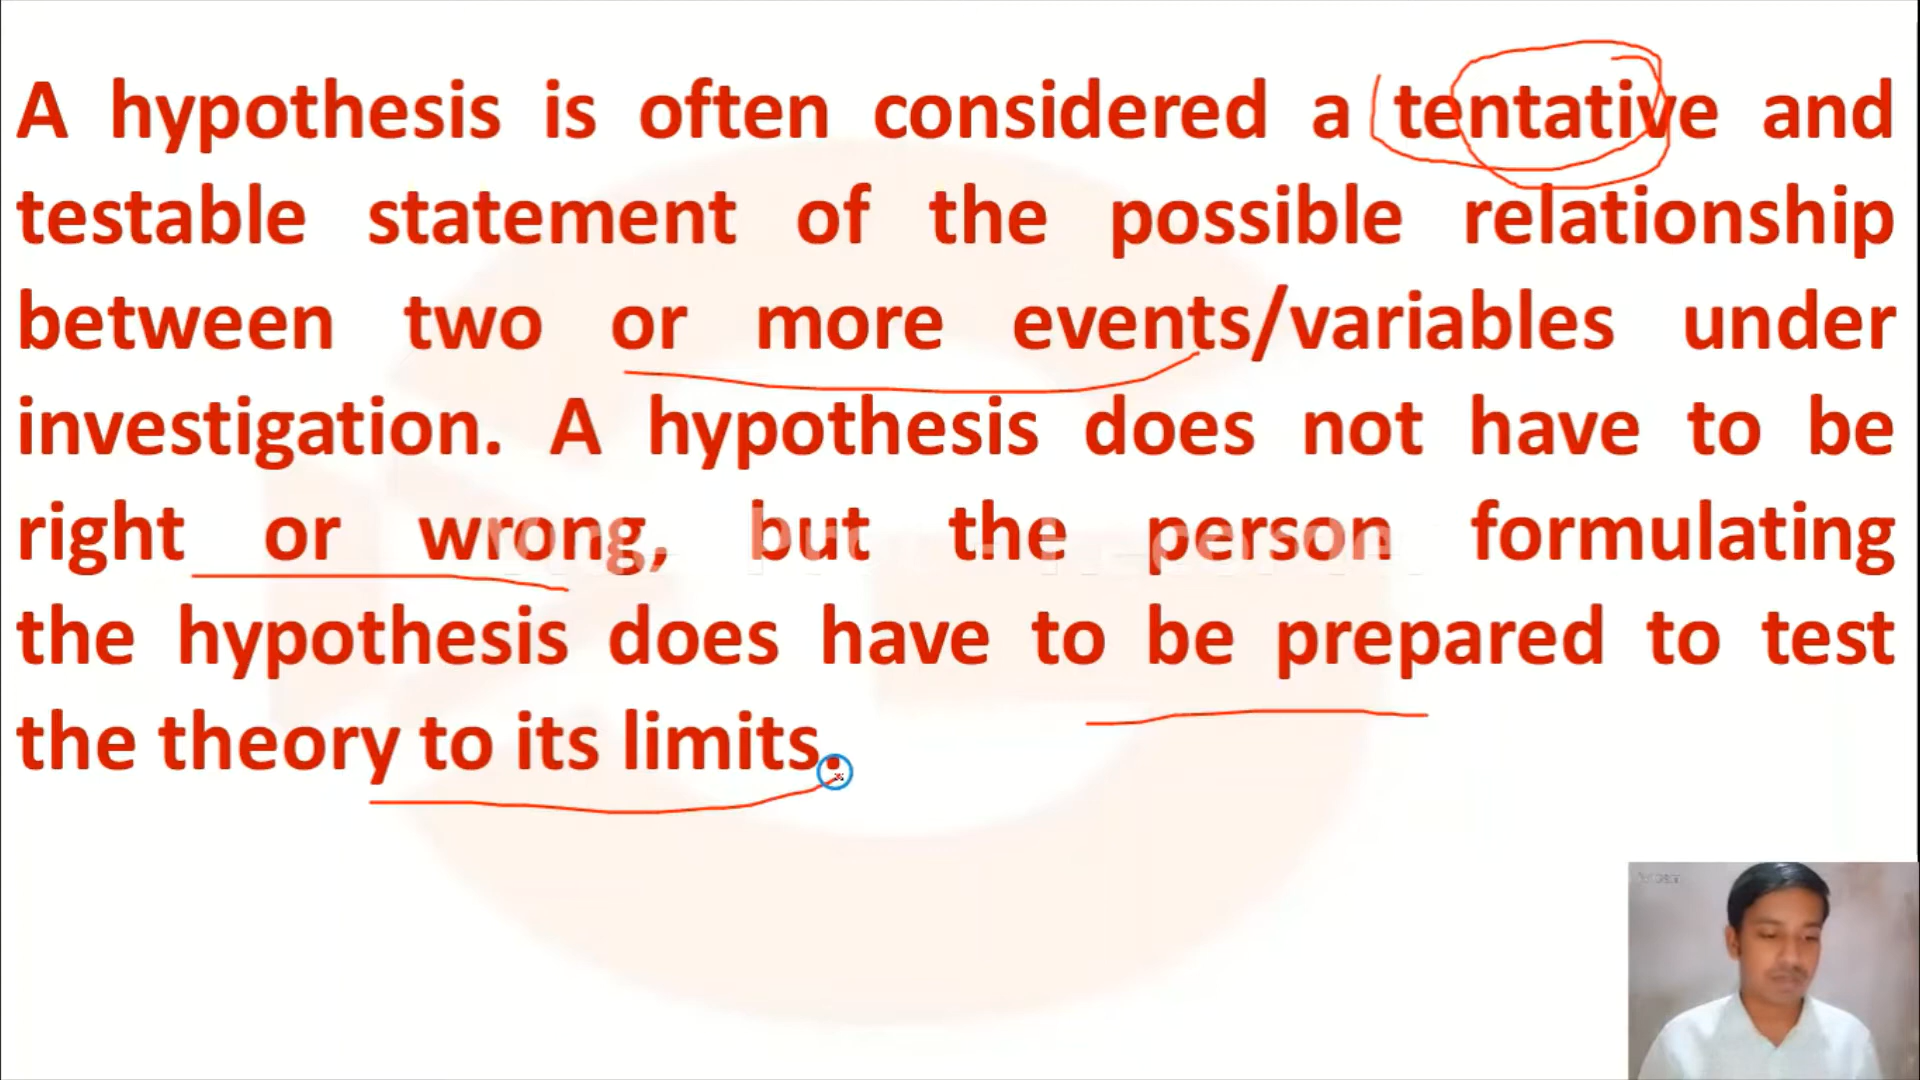 A hypothesis is often considered a tentative and
testable statement of the possible relationship
between two or more events/variables under
investigation. A hypothesis does not have to be
right or wrong, but the person formulating
the hypothesis does have to be prepared to test
the theory to its limits.